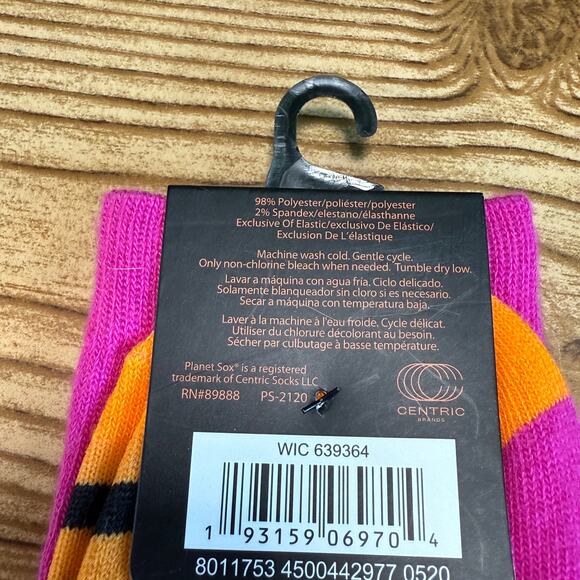 98% Polyester/poliéster/polyester
2% Spandex/elestano/élasthanne
Exclusive Of Elastic/exclusivo De Elástico/
Exclusion De L'élastique
Machine wash cold. Gentle cycle.
Only non-chlorine bleach when needed. Tumble dry low.
Lavar a máquina con agua fria. Ciclo delicado.
Solamente blanqueador sin cloro si es necesario.
Secar a máquina con temperatura baja.
Laver à la machine à l'eau froide. Cycle délicat.
Utiliser du chlorure décolorant au besoin.
Sécher par culbutage à basse température.
Planet Sox® is a registered
trademark of Centric Socks LLC
RN#89888 PS-2120
CENTRIC
BRANDS
WIC 639364
1 93159 06970 4
8011753 4500442977 0520